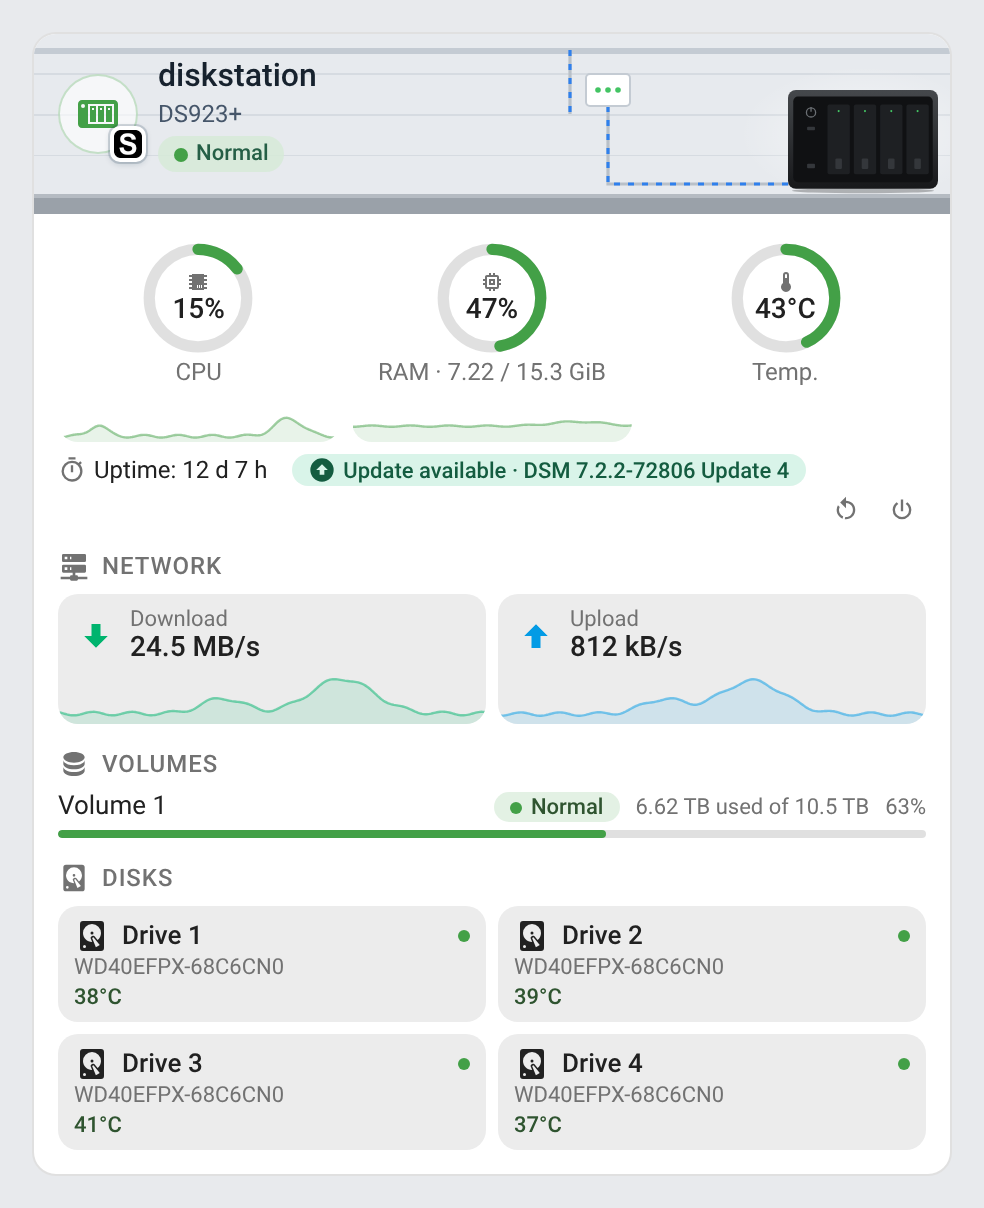 diskstation
DS923+
S
Normal
15%
47%
43°C
CPU
RAM · 7.22 / 15.3 GiB
Temp.
Uptime: 12 d 7 h
Update available · DSM 7.2.2-72806 Update 4
NETWORK
Download
24.5 MB/s
Upload
812 kB/s
VOLUMES
Volume 1
Normal
6.62 TB used of 10.5 TB
63%
DISKS
Drive 1
WD40EFPX-68C6CN0
38°C
Drive 2
WD40EFPX-68C6CN0
39°C
Drive 3
WD40EFPX-68C6CN0
41°C
Drive 4
WD40EFPX-68C6CN0
37°C